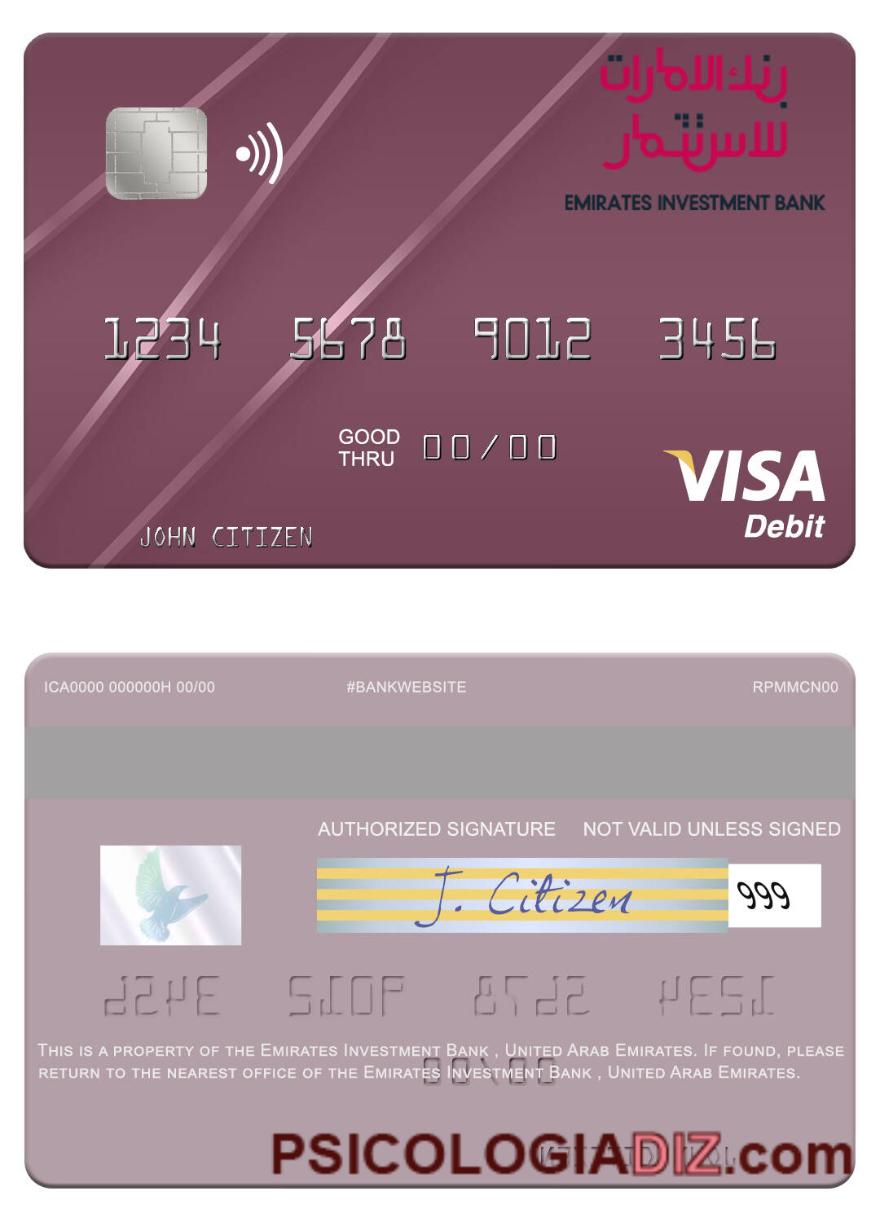 بنك الامارات
للاستثمار
EMIRATES INVESTMENT BANK
1234 5678 9012 3456
GOOD THRU 00/00
VISA
Debit
JOHN CITIZEN
ICA0000 000000H 00/00 #BANKWEBSITE RPMMCN00
AUTHORIZED SIGNATURE NOT VALID UNLESS SIGNED
J. Citizen 999
THIS IS A PROPERTY OF THE EMIRATES INVESTMENT BANK , UNITED ARAB EMIRATES. IF FOUND, PLEASE
RETURN TO THE NEAREST OFFICE OF THE EMIRATES INVESTMENT BANK , UNITED ARAB EMIRATES.
PSICOLOGIADIZ.com